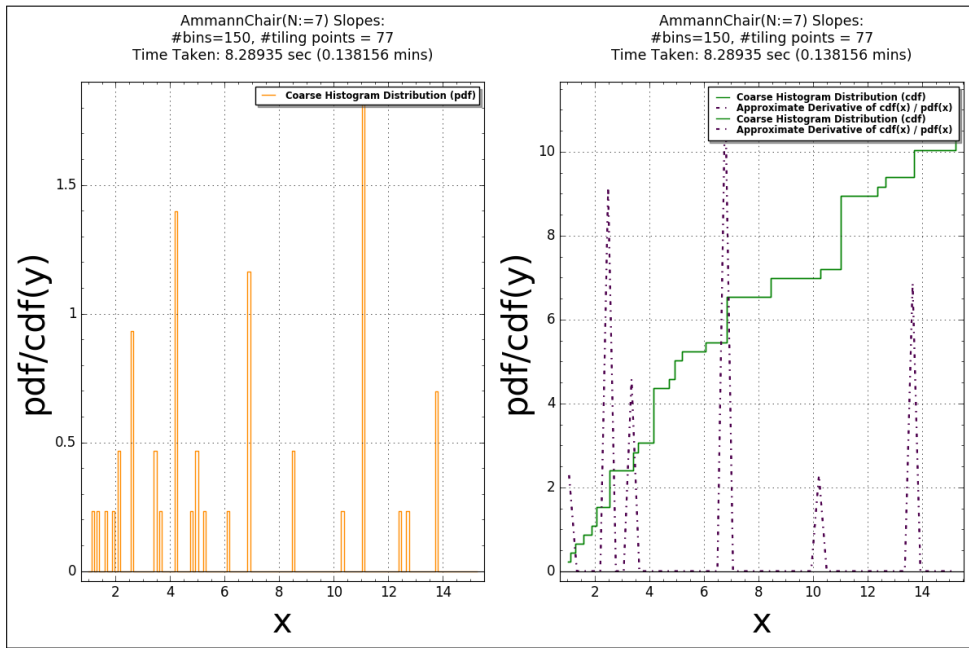 AmmannChair(N:=7) Slopes:
#bins=150, #tiling points = 77
Time Taken: 8.28935 sec (0.138156 mins)
Coarse Histogram Distribution (pdf)
pdf/cdf(y)
1.5
1
0.5
0
2 4 6 8 10 12 14
x
AmmannChair(N:=7) Slopes:
#bins=150, #tiling points = 77
Time Taken: 8.28935 sec (0.138156 mins)
Coarse Histogram Distribution (cdf)
Approximate Derivative of cdf(x) / pdf(x)
Coarse Histogram Distribution (cdf)
Approximate Derivative of cdf(x) / pdf(x)
pdf/cdf(y)
10
8
6
4
2
0
2 4 6 8 10 12 14
x